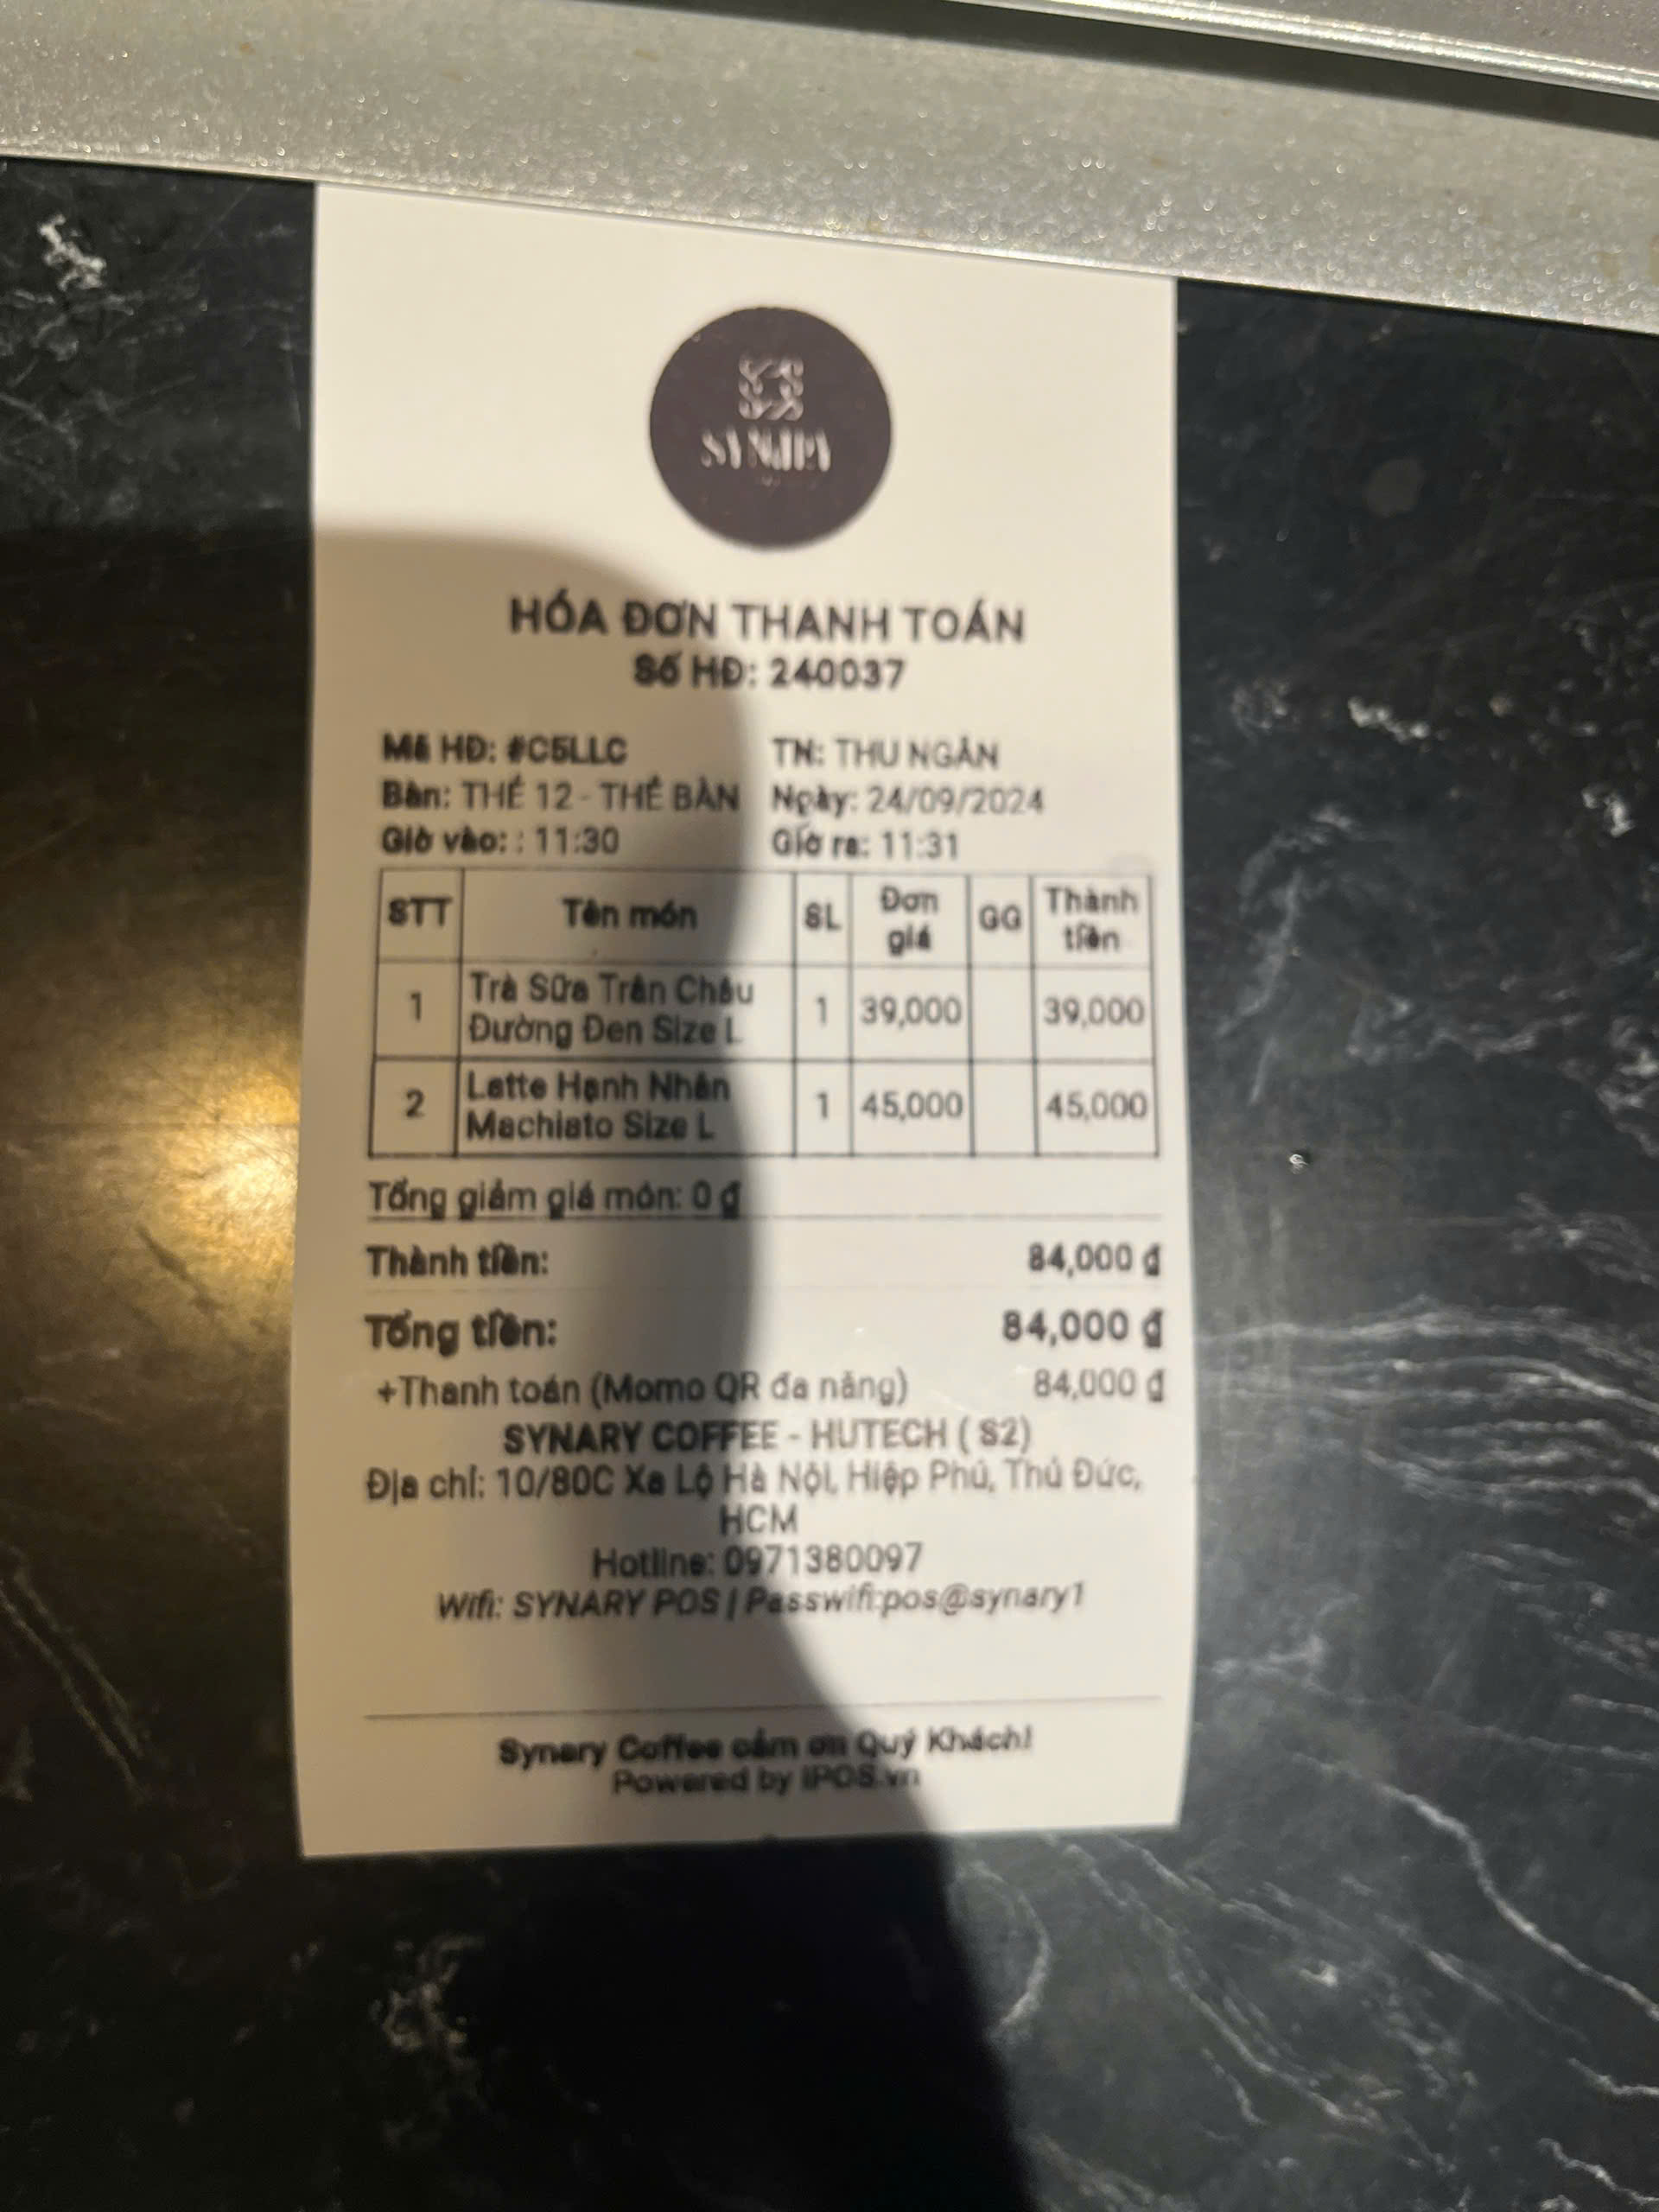 SYNARY
HÓA ĐƠN THANH TOÁN
Số HĐ: 240037
Mã HĐ: #C5LLC TN: THU NGÂN
Bàn: THẺ 12 - THẺ BÀN Ngày: 24/09/2024
Giờ vào: : 11:30 Giờ ra: 11:31
STT Tên món SL Đơn giá GG Thành tiền
1 Trà Sữa Trân Châu 1 39,000 39,000
Đường Đen Size L
2 Latte Hạnh Nhân 1 45,000 45,000
Machiato Size L
Tổng giảm giá món: 0 ₫
Thành tiền: 84,000 ₫
Tổng tiền: 84,000 ₫
+Thanh toán (Momo QR đa năng) 84,000 ₫
SYNARY COFFEE - HUTECH ( S2)
Địa chỉ: 10/80C Xa Lộ Hà Nội, Hiệp Phú, Thủ Đức,
HCM
Hotline: 0971380097
Wifi: SYNARY POS | Passwifi:pos@synary1
Synary Coffee cảm ơn Quý Khách!
Powered by IPOS.vn